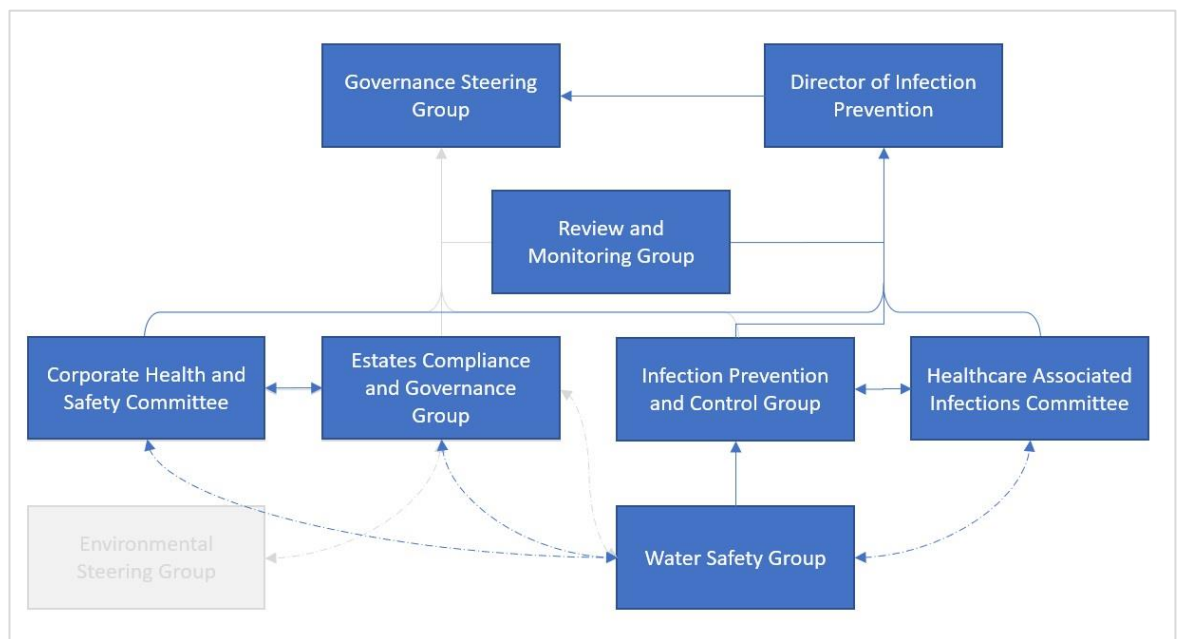 Governance Steering
Group
Director of Infection
Prevention
Review and
Monitoring Group
Corporate Health and
Safety Committee
Estates Compliance
and Governance
Group
Infection Prevention
and Control Group
Healthcare Associated
Infections Committee
Environmental
Steering Group
Water Safety Group